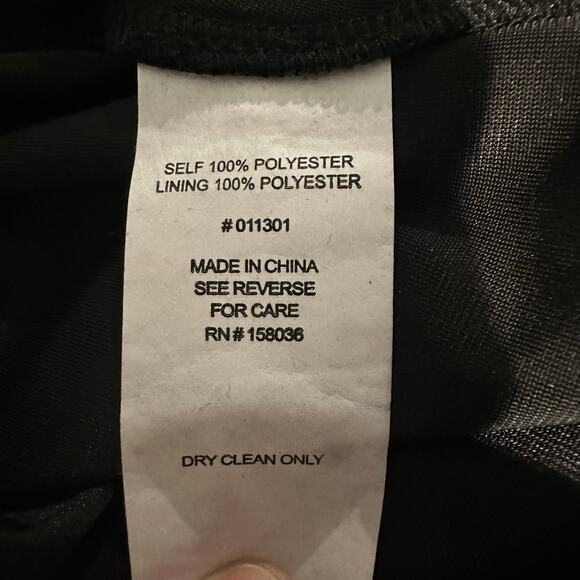 SELF 100% POLYESTER
LINING 100% POLYESTER
# 011301
MADE IN CHINA
SEE REVERSE
FOR CARE
RN # 158036
DRY CLEAN ONLY